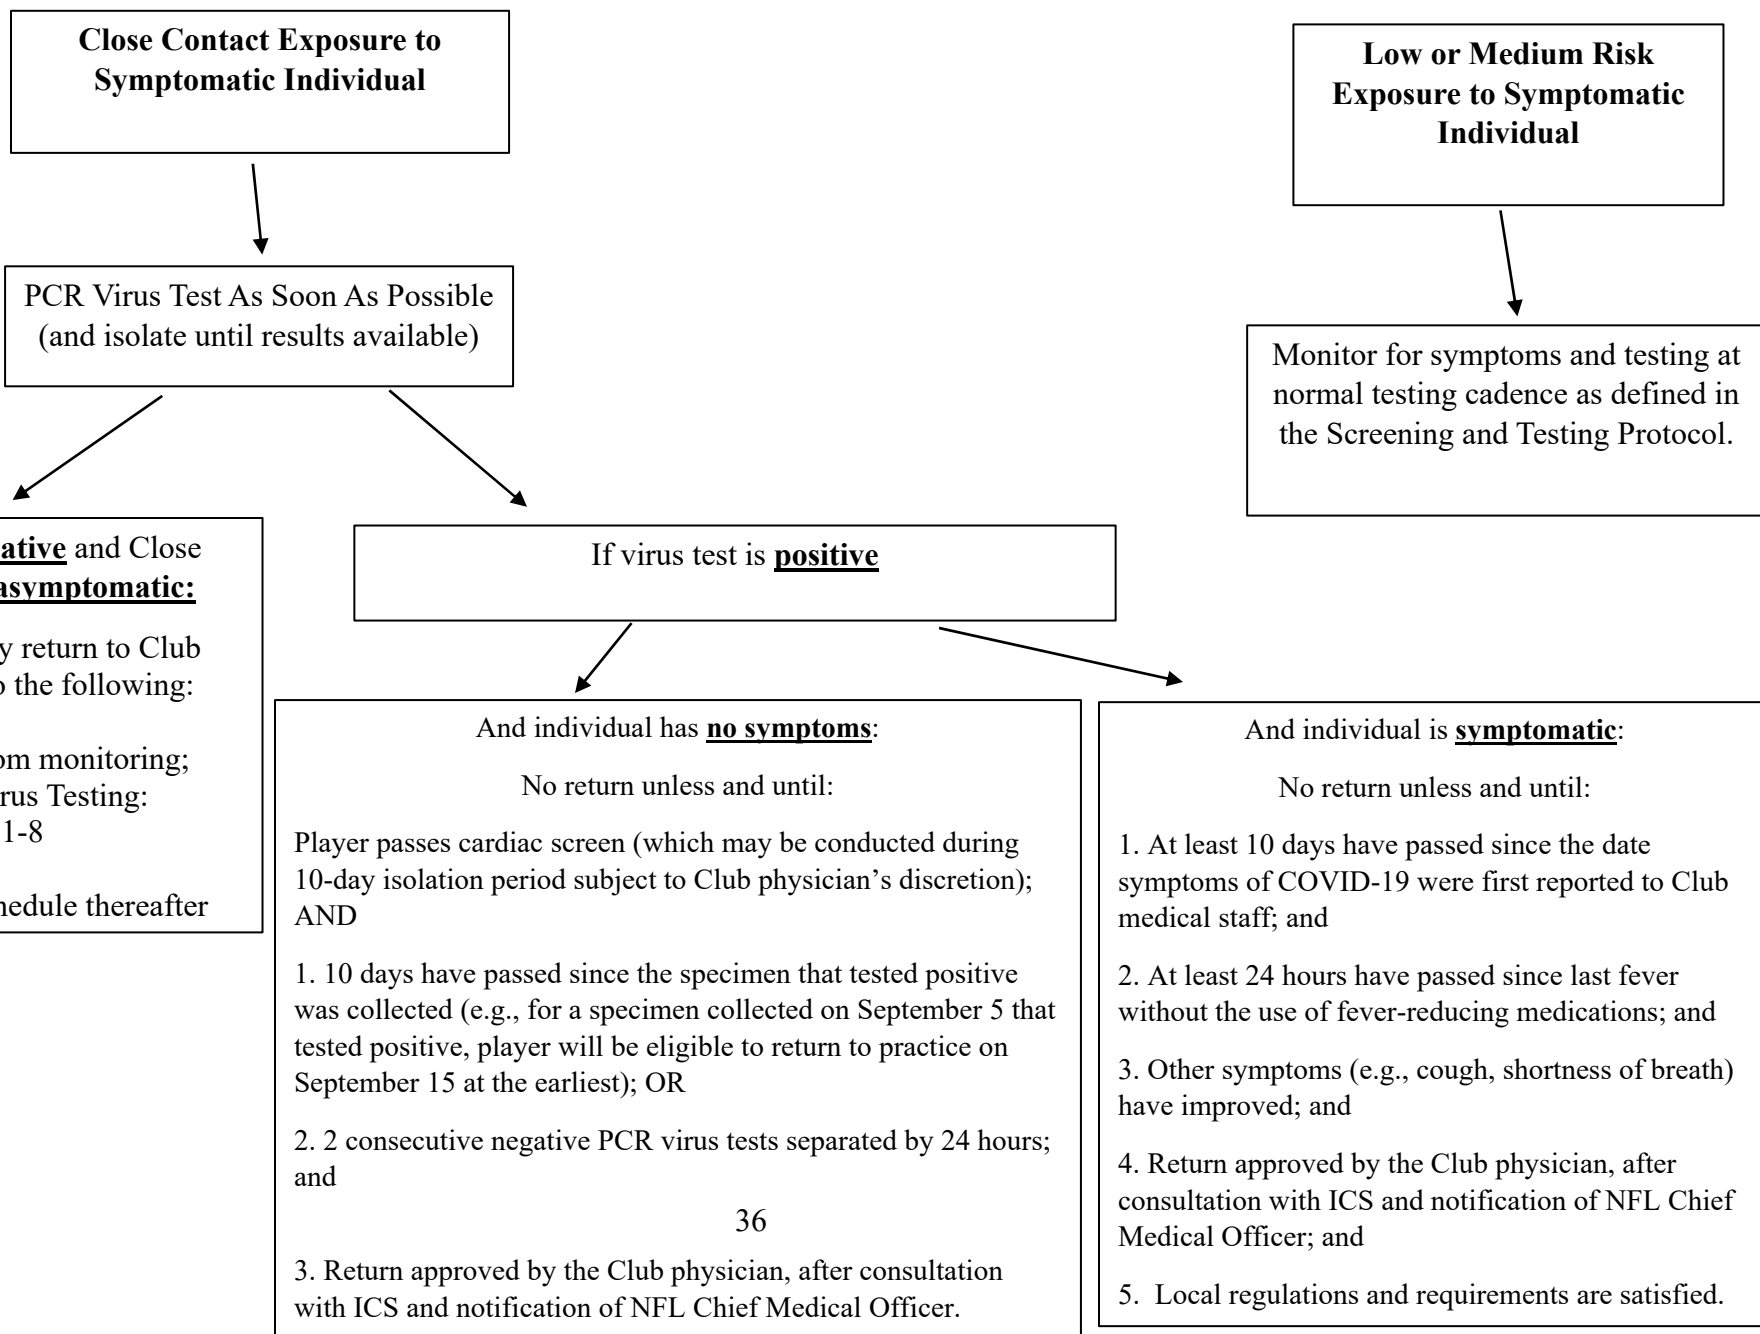 Close Contact Exposure to
Symptomatic Individual
Low or Medium Risk
Exposure to Symptomatic
Individual
PCR Virus Test As Soon As Possible
(and isolate until results available)
Monitor for symptoms and testing at
normal testing cadence as defined in
the Screening and Testing Protocol.
ative and Close
asymptomatic:
y return to Club
o the following:
om monitoring;
rus Testing:
1-8
hedule thereafter
If virus test is positive
And individual has no symptoms:
No return unless and until:
Player passes cardiac screen (which may be conducted during
10-day isolation period subject to Club physician’s discretion);
AND
1. 10 days have passed since the specimen that tested positive
was collected (e.g., for a specimen collected on September 5 that
tested positive, player will be eligible to return to practice on
September 15 at the earliest); OR
2. 2 consecutive negative PCR virus tests separated by 24 hours;
and
36
3. Return approved by the Club physician, after consultation
with ICS and notification of NFL Chief Medical Officer.
And individual is symptomatic:
No return unless and until:
1. At least 10 days have passed since the date
symptoms of COVID-19 were first reported to Club
medical staff; and
2. At least 24 hours have passed since last fever
without the use of fever-reducing medications; and
3. Other symptoms (e.g., cough, shortness of breath)
have improved; and
4. Return approved by the Club physician, after
consultation with ICS and notification of NFL Chief
Medical Officer; and
5. Local regulations and requirements are satisfied.